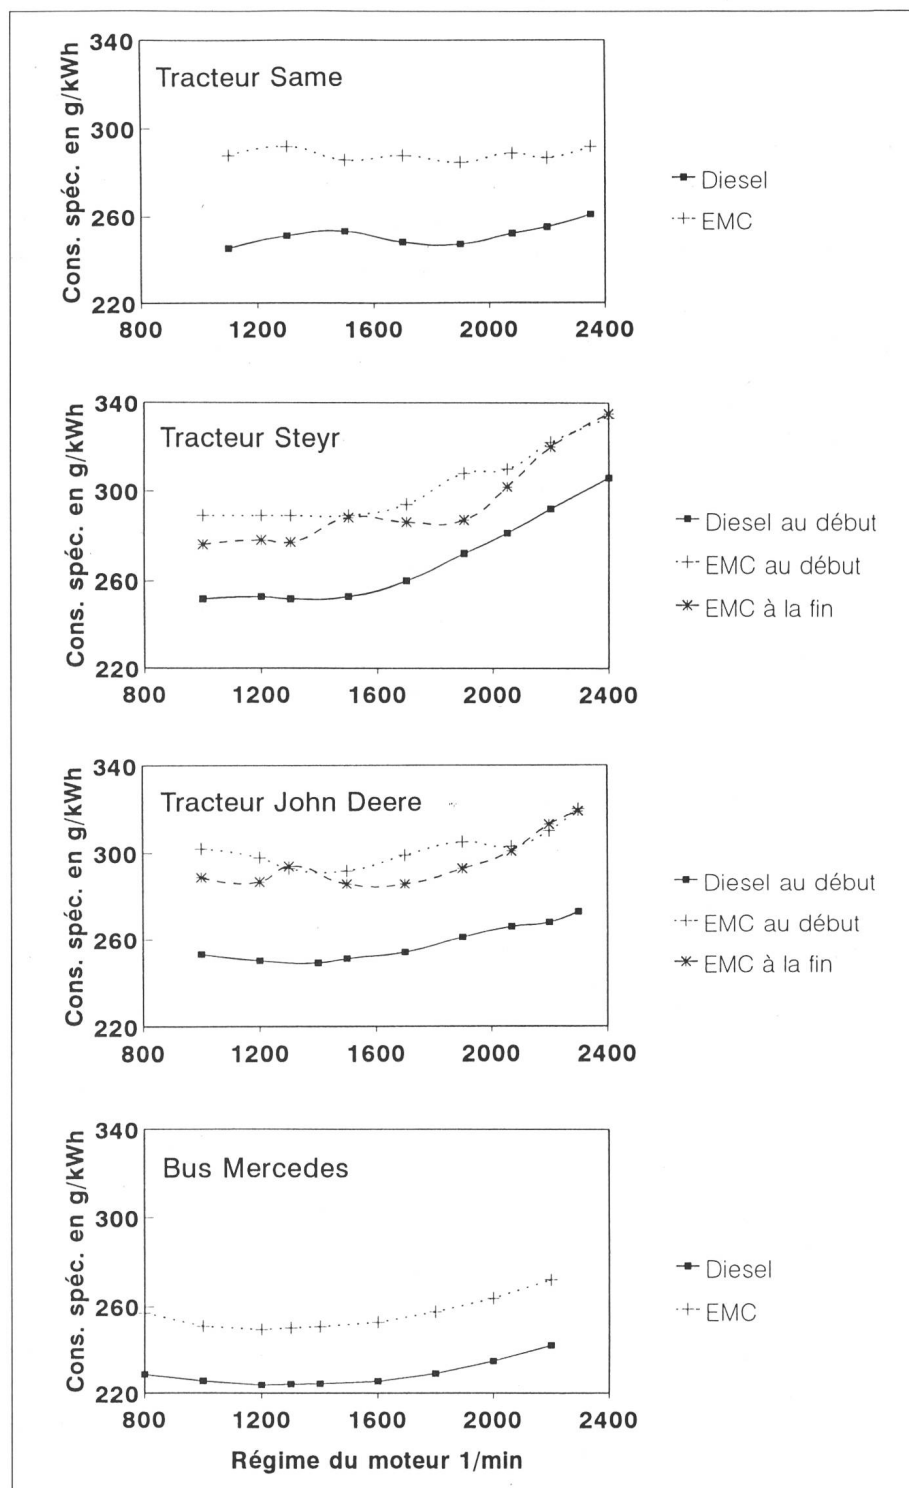 Tracteur Same
Cons. spéc. en g/kWh
340
300
260
220
800 1200 1600 2000 2400
Diesel
EMC
Tracteur Steyr
Cons. spéc. en g/kWh
340
300
260
220
800 1200 1600 2000 2400
Diesel au début
EMC au début
EMC à la fin
Tracteur John Deere
Cons. spéc. en g/kWh
340
300
260
220
800 1200 1600 2000 2400
Diesel au début
EMC au début
EMC à la fin
Bus Mercedes
Cons. spéc. en g/kWh
340
300
260
220
800 1200 1600 2000 2400
Régime du moteur 1/min
Diesel
EMC